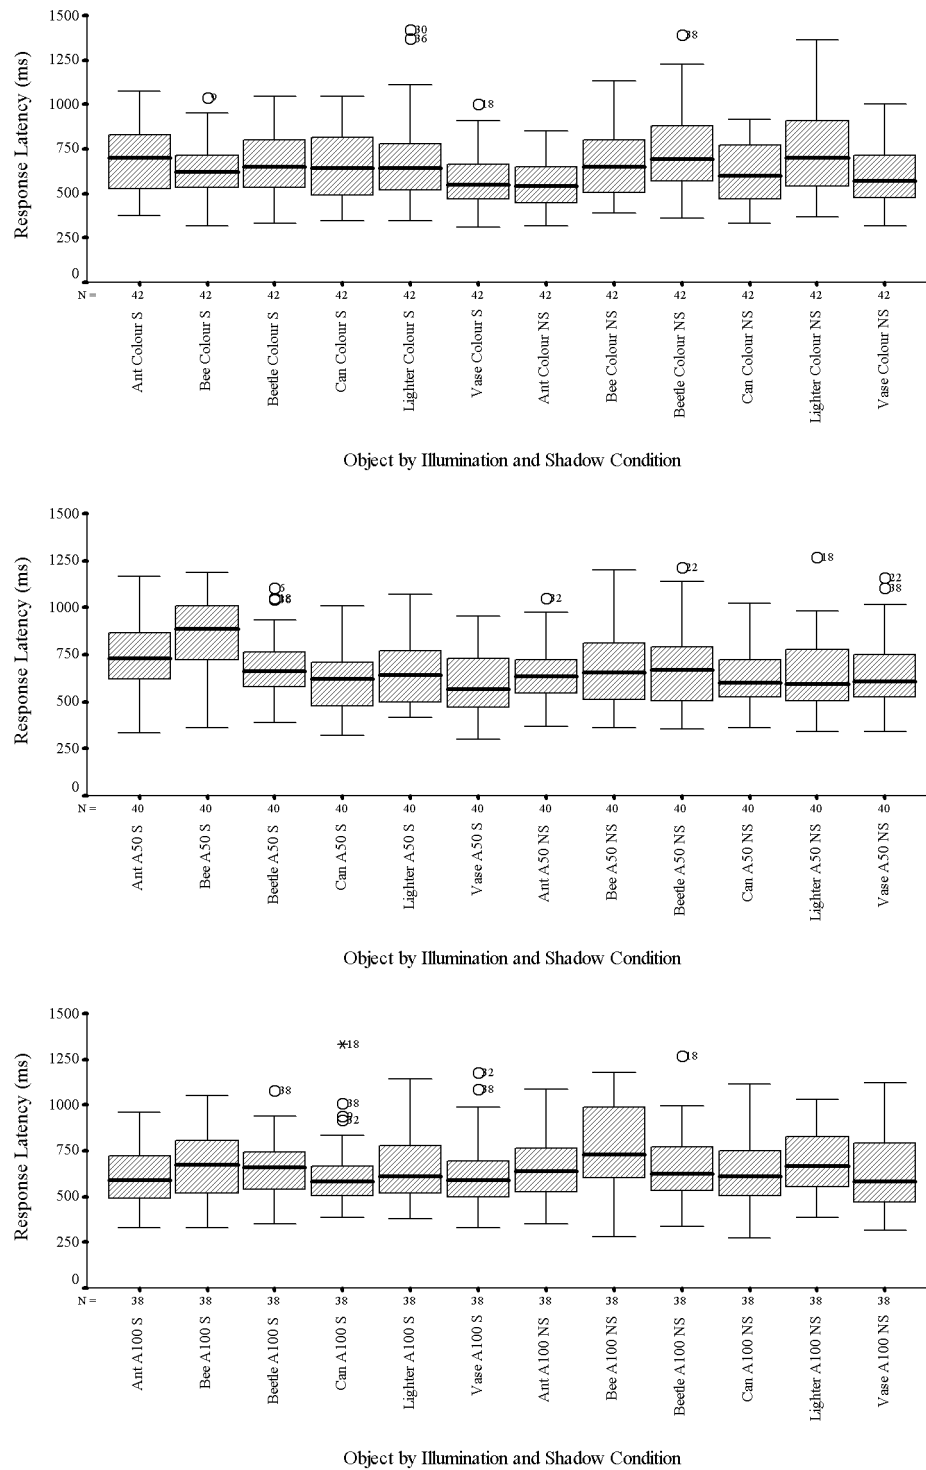 1500
1250
1000
750
500
250
0
Response Latency (ms)
30
36
9
18
38
N = 42 42 42 42 42 42 42 42 42 42 42 42
Ant Colour S
Bee Colour S
Beetle Colour S
Can Colour S
Lighter Colour S
Vase Colour S
Ant Colour NS
Bee Colour NS
Beetle Colour NS
Can Colour NS
Lighter Colour NS
Vase Colour NS
Object by Illumination and Shadow Condition
1500
1250
1000
750
500
250
0
Response Latency (ms)
32
22
18
22
38
N = 40 40 40 40 40 40 40 40 40 40 40 40
Ant A50 S
Bee A50 S
Beetle A50 S
Can A50 S
Lighter A50 S
Vase A50 S
Ant A50 NS
Bee A50 NS
Beetle A50 NS
Can A50 NS
Lighter A50 NS
Vase A50 NS
Object by Illumination and Shadow Condition
1500
1250
1000
750
500
250
0
Response Latency (ms)
38
18
38
32
32
38
18
N = 38 38 38 38 38 38 38 38 38 38 38 38
Ant A100 S
Bee A100 S
Beetle A100 S
Can A100 S
Lighter A100 S
Vase A100 S
Ant A100 NS
Bee A100 NS
Beetle A100 NS
Can A100 NS
Lighter A100 NS
Vase A100 NS
Object by Illumination and Shadow Condition